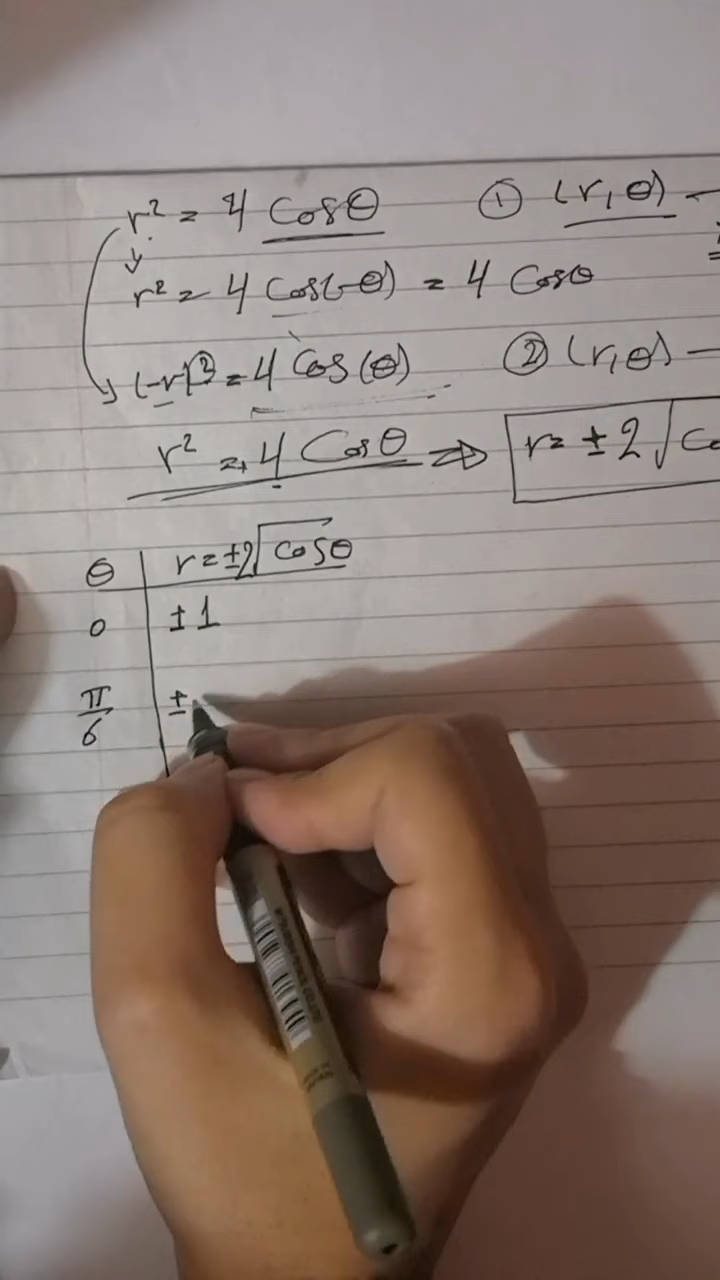 r² = 4 Cosθ ① (r, θ) —
r² = 4 Cos(-θ) = 4 Cosθ
(-r)² = 4 Cos(θ) ② (r, θ) —
r² = 4 Cosθ ⇒ r = ± 2 √
θ r = ±2√cosθ
0 ± 1
π/6 ±